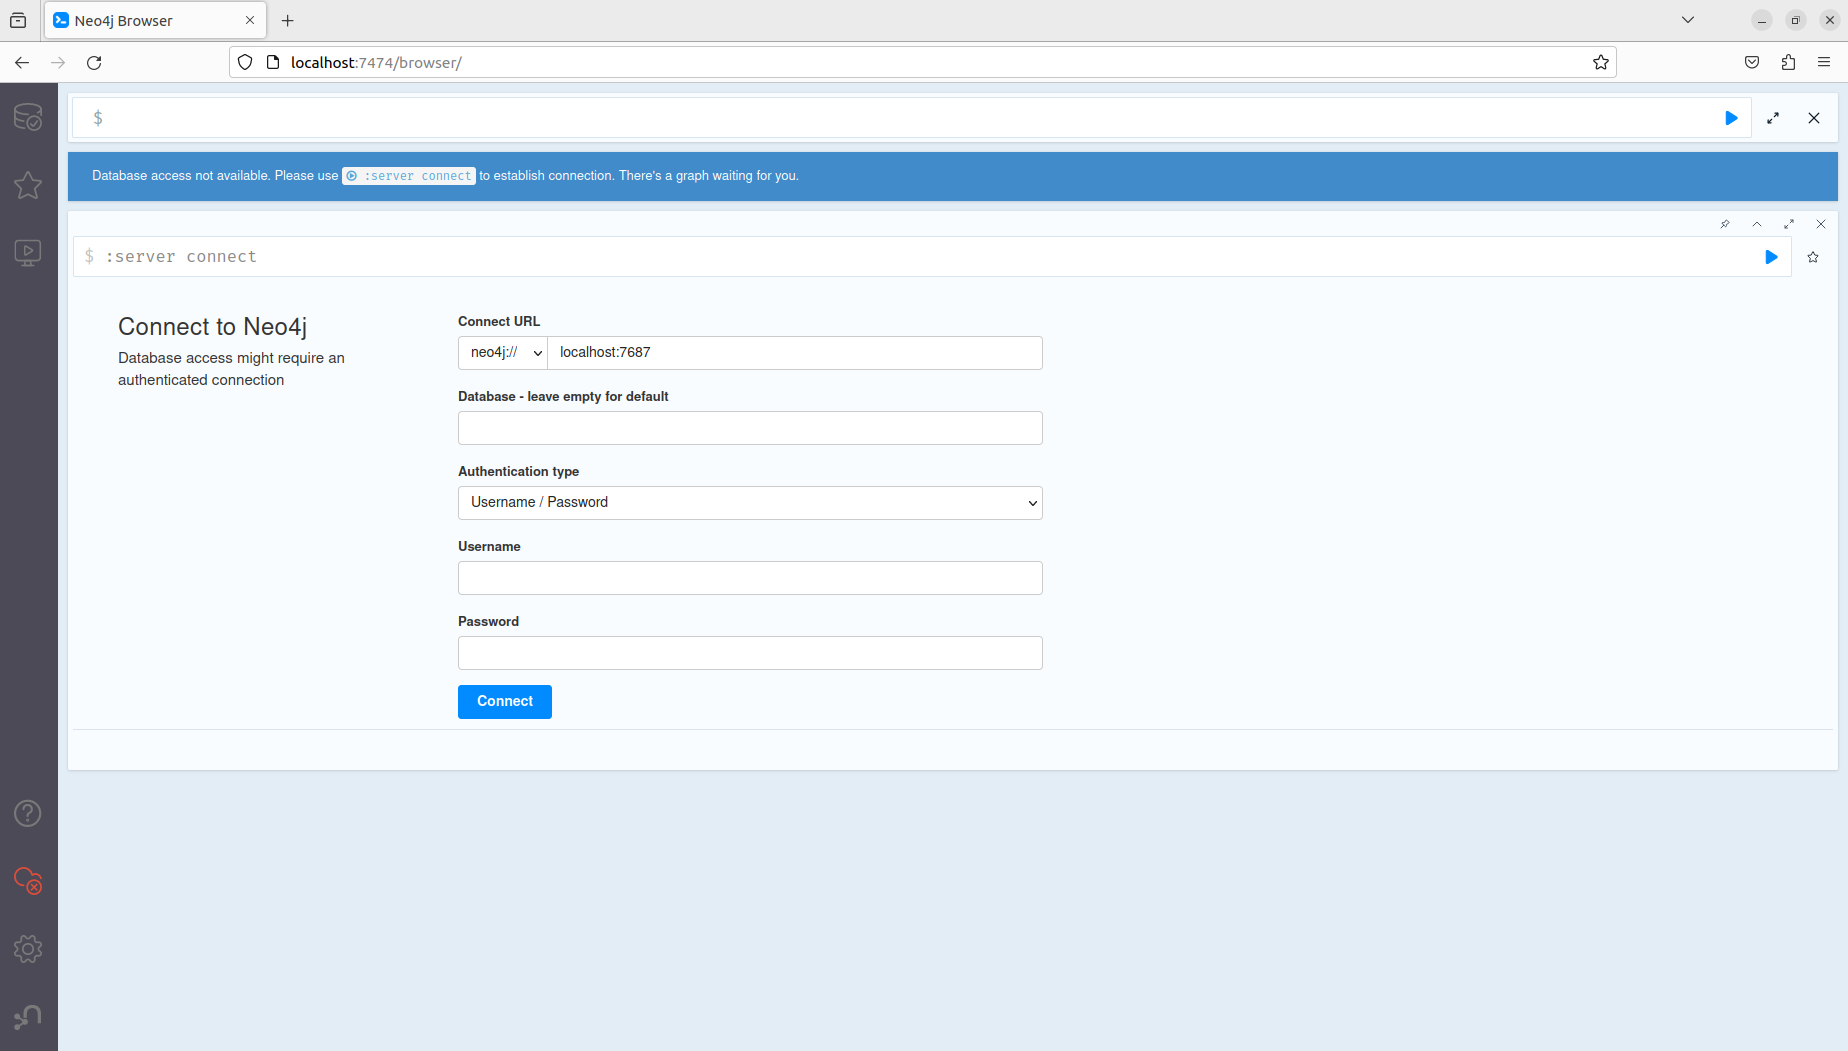 Neo4j Browser
localhost:7474/browser/
$
Database access not available. Please use :server connect to establish connection. There's a graph waiting for you.
$ :server connect
Connect to Neo4j
Database access might require an
authenticated connection
Connect URL
neo4j:// localhost:7687
Database - leave empty for default
Authentication type
Username / Password
Username
Password
Connect